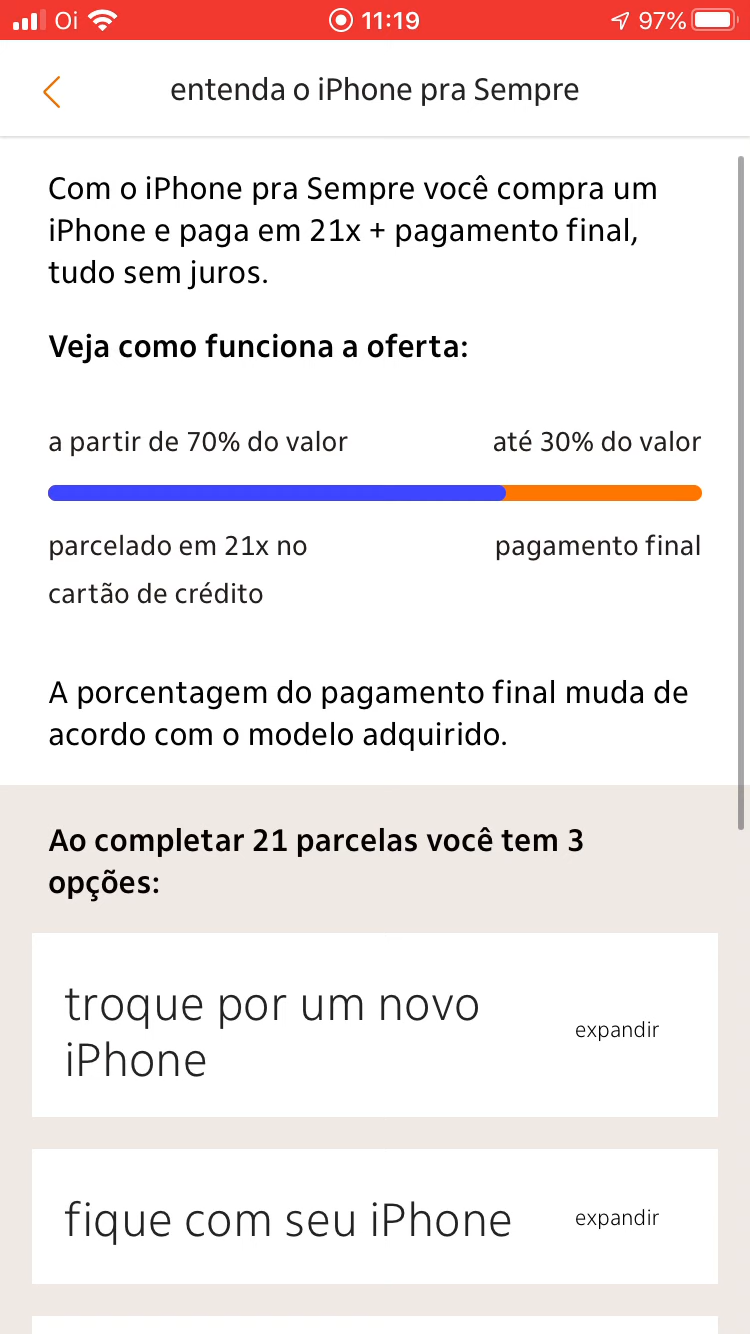 Oi 11:19 97%
entenda o iPhone pra Sempre
Com o iPhone pra Sempre você compra um
iPhone e paga em 21x + pagamento final,
tudo sem juros.
Veja como funciona a oferta:
a partir de 70% do valor
até 30% do valor
parcelado em 21x no
cartão de crédito
pagamento final
A porcentagem do pagamento final muda de
acordo com o modelo adquirido.
Ao completar 21 parcelas você tem 3
opções:
troque por um novo
iPhone
expandir
fique com seu iPhone
expandir